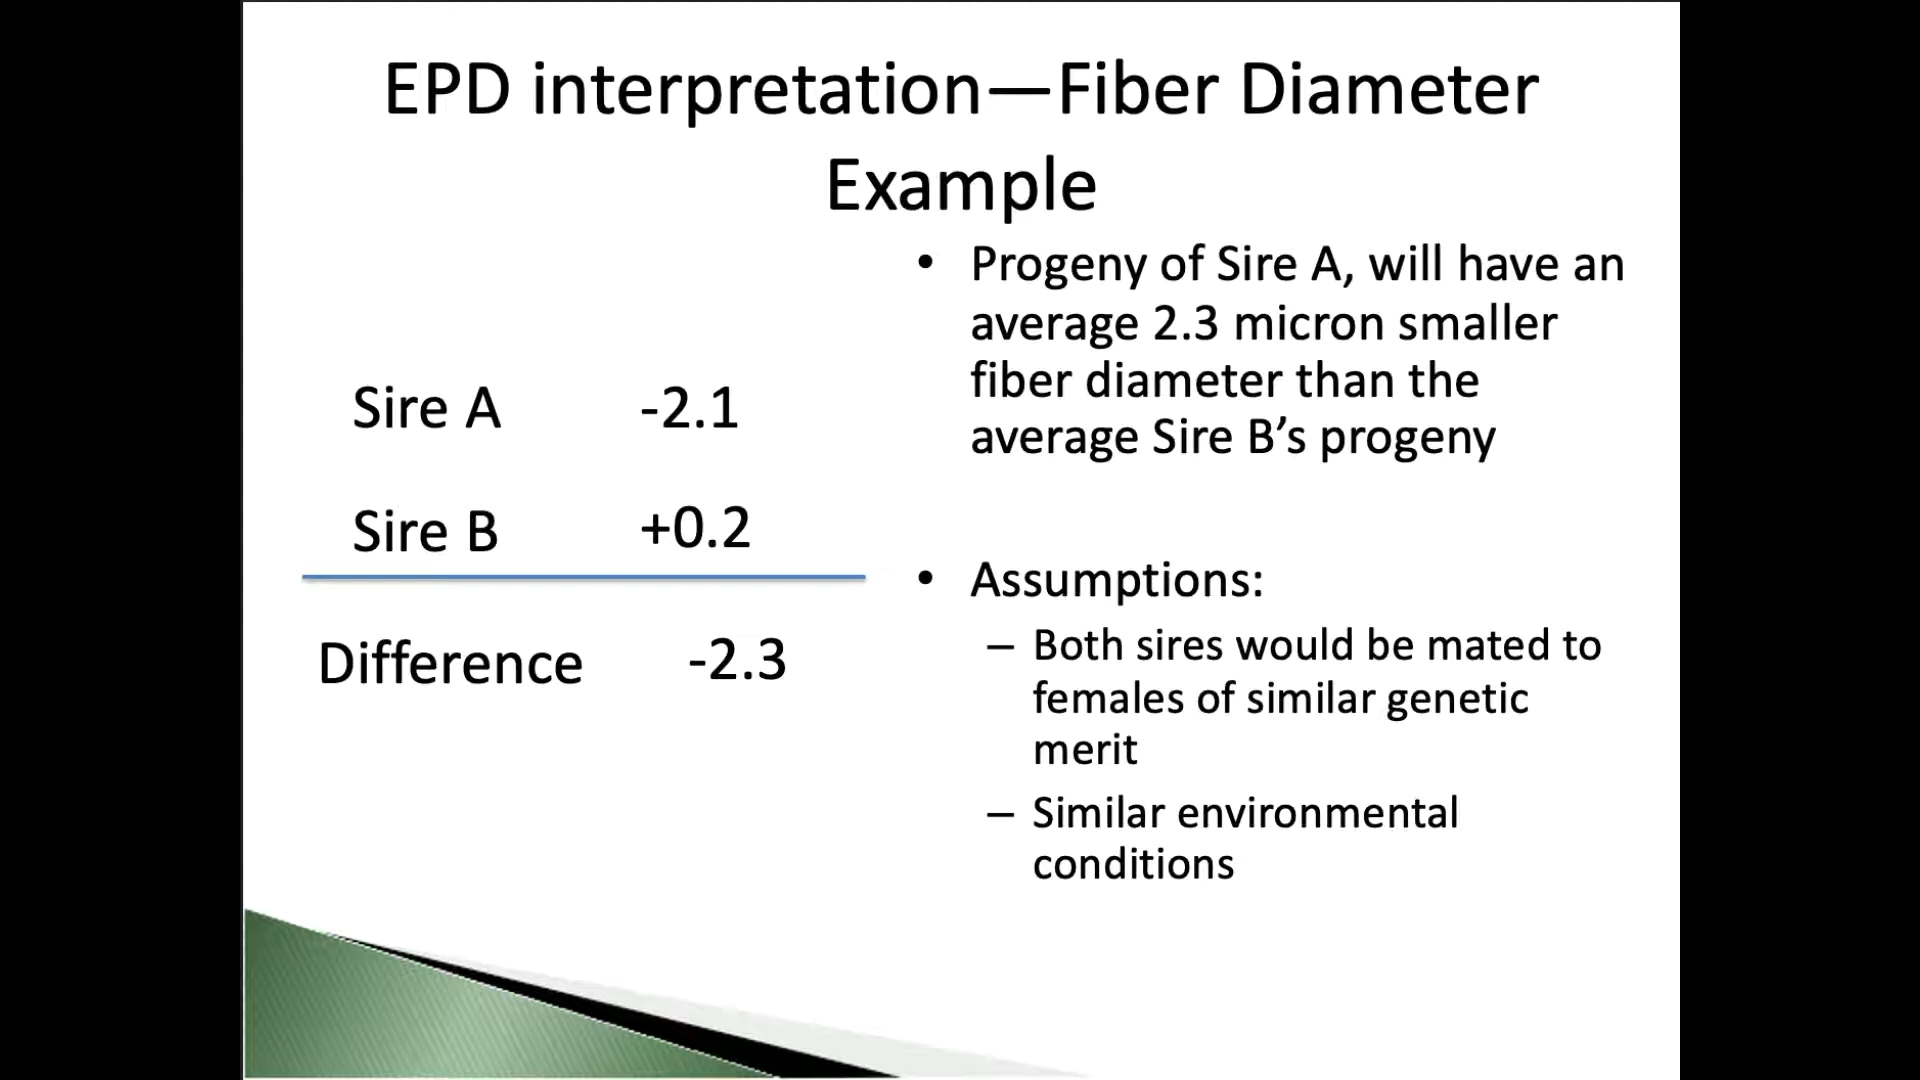 EPD interpretation—Fiber Diameter
Example
Sire A -2.1
Sire B +0.2
Difference -2.3
• Progeny of Sire A, will have an
average 2.3 micron smaller
fiber diameter than the
average Sire B’s progeny
• Assumptions:
– Both sires would be mated to
females of similar genetic
merit
– Similar environmental
conditions